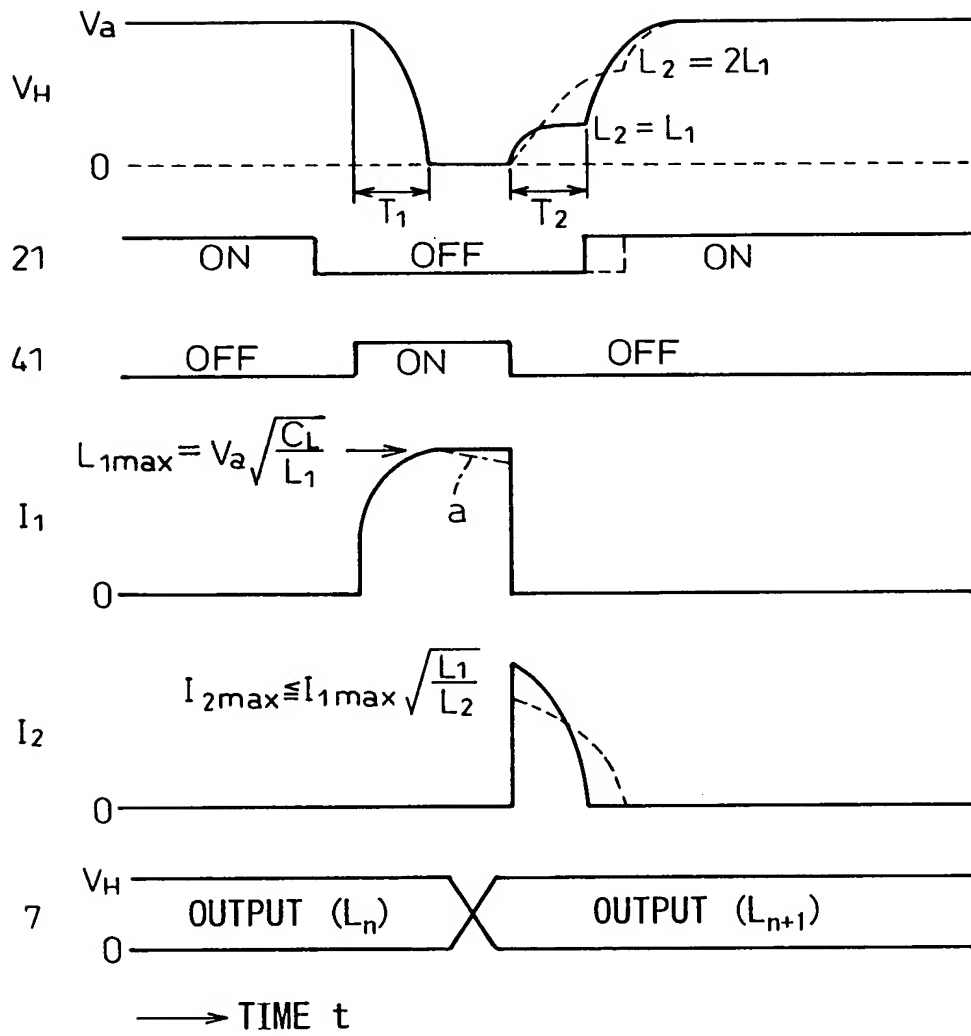 Va
VH
L2 = 2L1
L2 = L1
0
T1
T2
21
ON
OFF
ON
41
OFF
ON
OFF
L1max = Va √(CL/L1)
a
I1
0
I2max ≦ I1max √(L1/L2)
I2
0
VH
7
OUTPUT (Ln)
OUTPUT (Ln+1)
0
TIME t